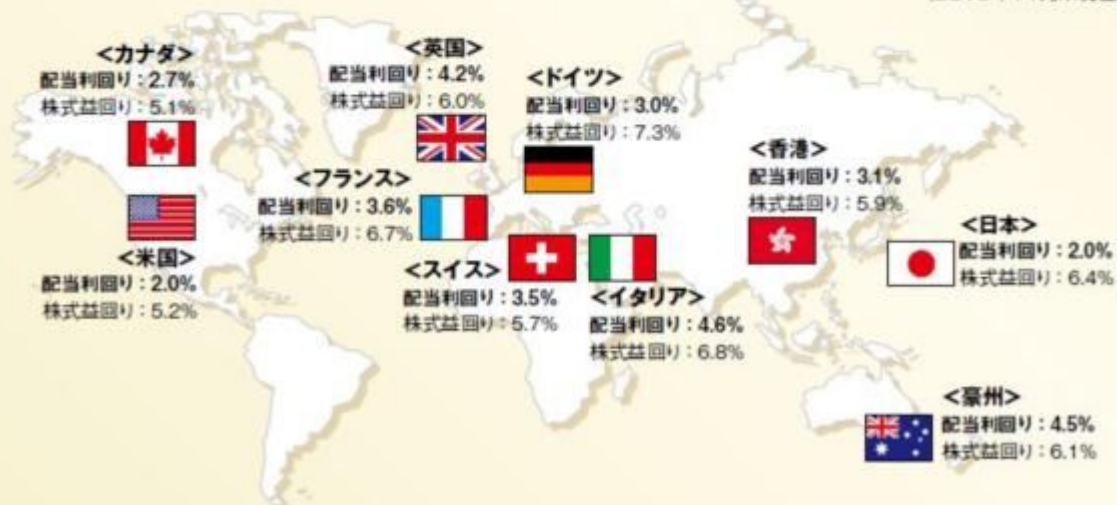 <カナダ>
配当利回り：2.7%
株式益回り：5.1%
<英国>
配当利回り：4.2%
株式益回り：6.0%
<ドイツ>
配当利回り：3.0%
株式益回り：7.3%
<香港>
配当利回り：3.1%
株式益回り：5.9%
<フランス>
配当利回り：3.6%
株式益回り：6.7%
<日本>
配当利回り：2.0%
株式益回り：6.4%
<米国>
配当利回り：2.0%
株式益回り：5.2%
<スイス>
配当利回り：3.5%
株式益回り：5.7%
<イタリア>
配当利回り：4.6%
株式益回り：6.8%
<豪州>
配当利回り：4.5%
株式益回り：6.1%